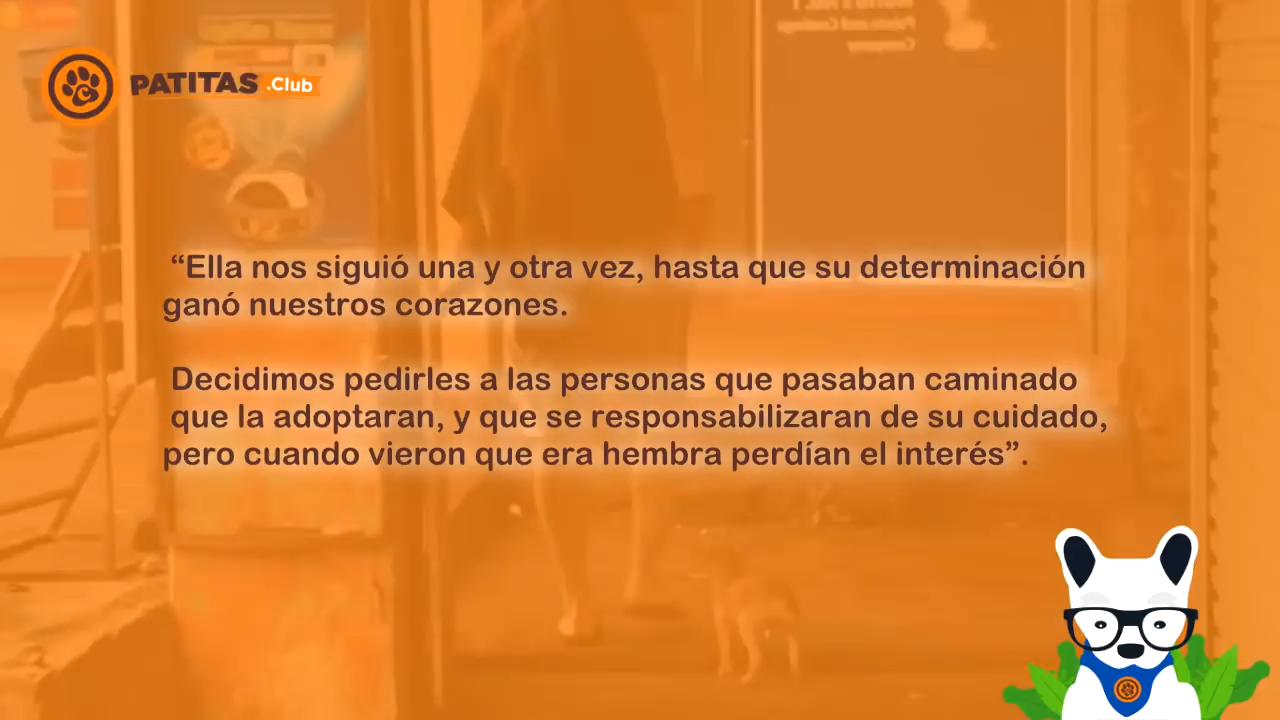 PATITAS .Club
“Ella nos siguió una y otra vez, hasta que su determinación
ganó nuestros corazones.
Decidimos pedirles a las personas que pasaban caminado
que la adoptaran, y que se responsabilizaran de su cuidado,
pero cuando vieron que era hembra perdían el interés”.